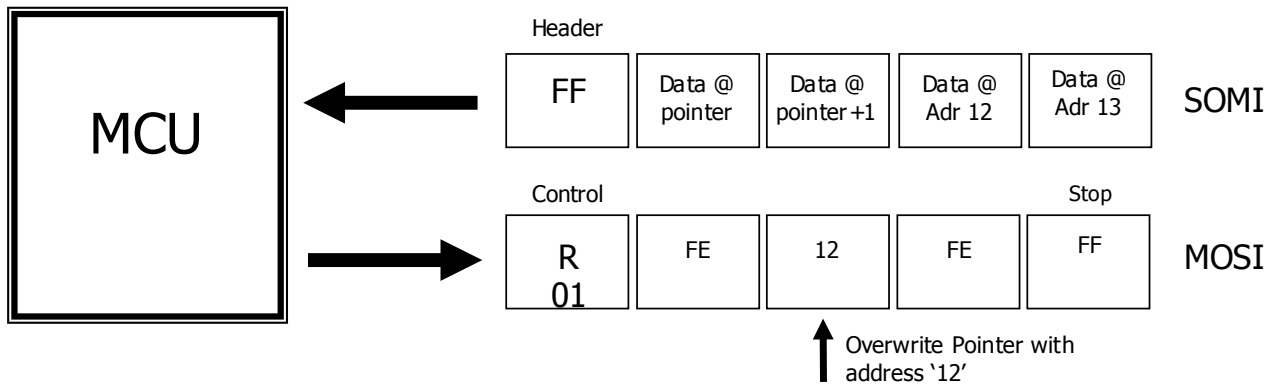 Header
MCU
FF
Data @
pointer
Data @
pointer+1
Data @
Adr 12
Data @
Adr 13
SOMI
Control
Stop
R
01
FE
12
FE
FF
MOSI
Overwrite Pointer with
address ‘12’